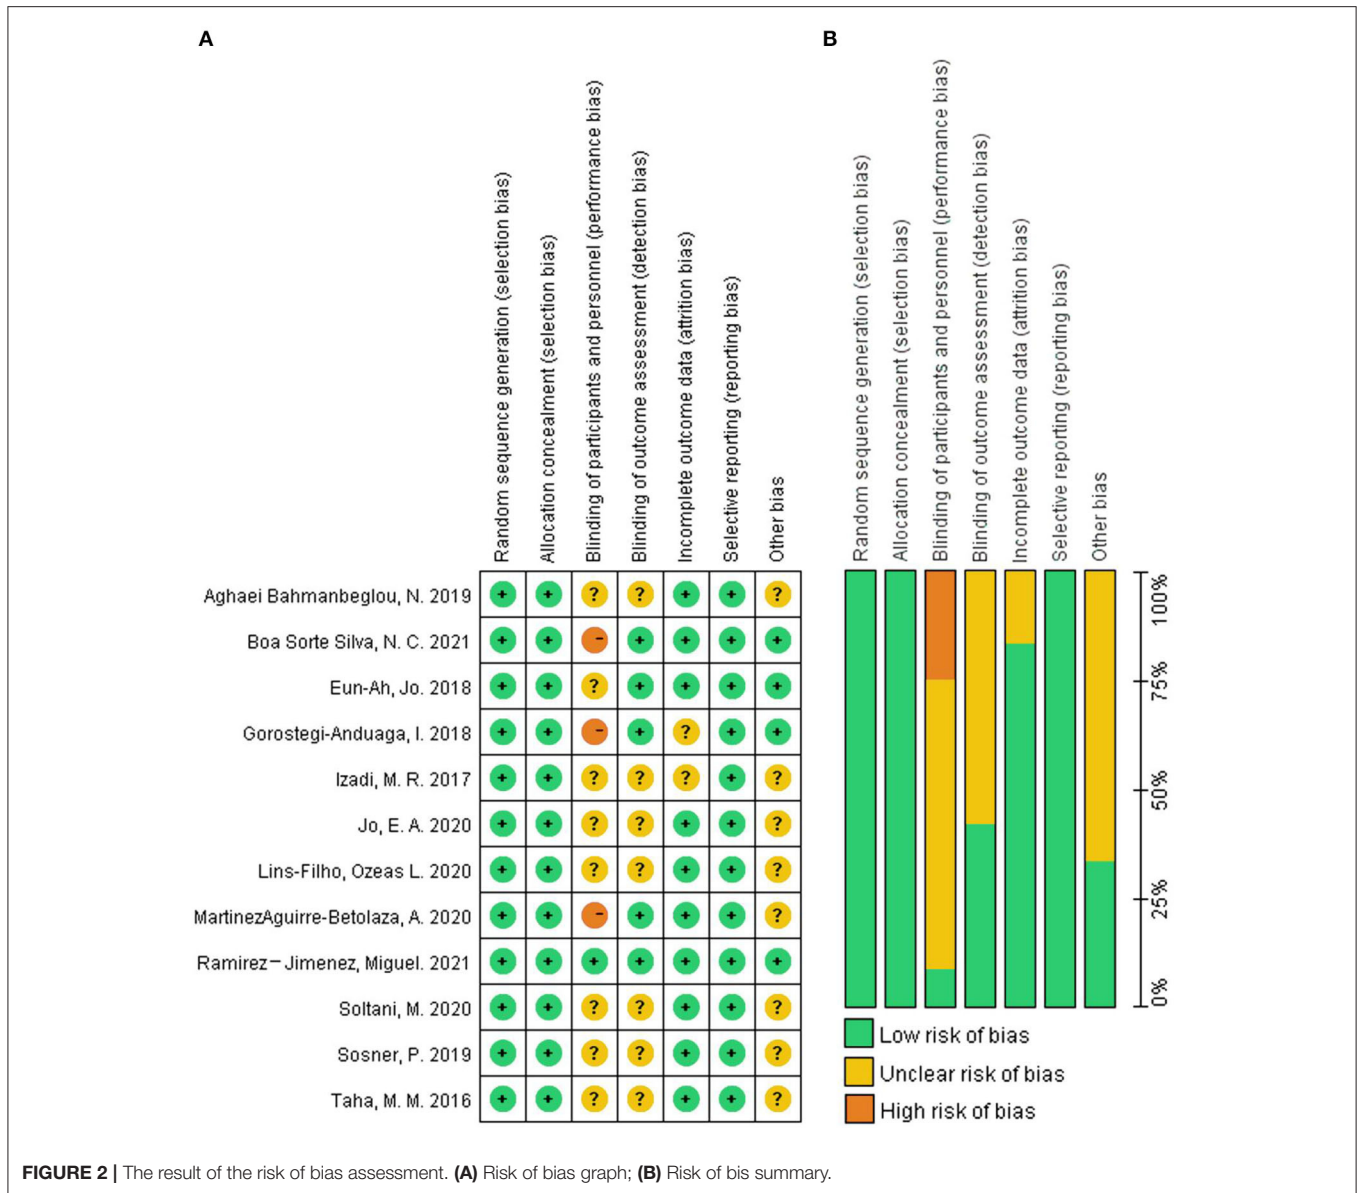 A
B
Random sequence generation (selection bias)
Allocation concealment (selection bias)
Blinding of participants and personnel (performance bias)
Blinding of outcome assessment (detection bias)
Incomplete outcome data (attrition bias)
Selective reporting (reporting bias)
Other bias
Aghaei Bahmanbeglou, N. 2019 + + ? ? + + ?
Boa Sorte Silva, N. C. 2021 + + - + + + +
Eun-Ah, Jo. 2018 + + ? + + + +
Gorostegi-Anduaga, I. 2018 + + - + ? + +
Izadi, M. R. 2017 + + ? ? ? + ?
Jo, E. A. 2020 + + ? ? + + ?
Lins-Filho, Ozeas L. 2020 + + ? ? + + ?
MartinezAguirre-Betolaza, A. 2020 + + - + + + ?
Ramirez–Jimenez, Miguel. 2021 + + + + + + +
Soltani, M. 2020 + + ? ? + + ?
Sosner, P. 2019 + + ? ? + + ?
Taha, M. M. 2016 + + ? ? + + ?
Random sequence generation (selection bias)
Allocation concealment (selection bias)
Blinding of participants and personnel (performance bias)
Blinding of outcome assessment (detection bias)
Incomplete outcome data (attrition bias)
Selective reporting (reporting bias)
Other bias
100%
75%
50%
25%
0%
Low risk of bias
Unclear risk of bias
High risk of bias
FIGURE 2 | The result of the risk of bias assessment. (A) Risk of bias graph; (B) Risk of bis summary.